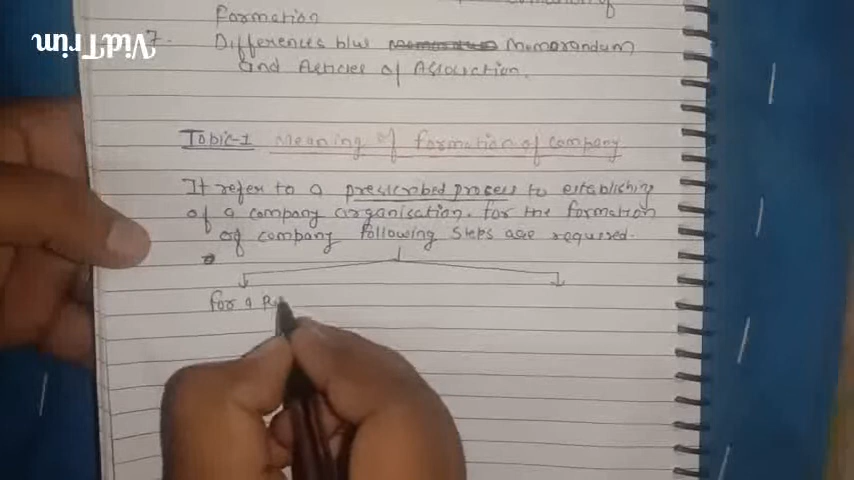 Formation
VidTrim
7. Differences b/w Memorandum
and Articles of Association.
Topic-1 Meaning of formation of company
It refer to a prescribed process to establishing
of a company organisation. for the formation
of company following steps are required.
for a